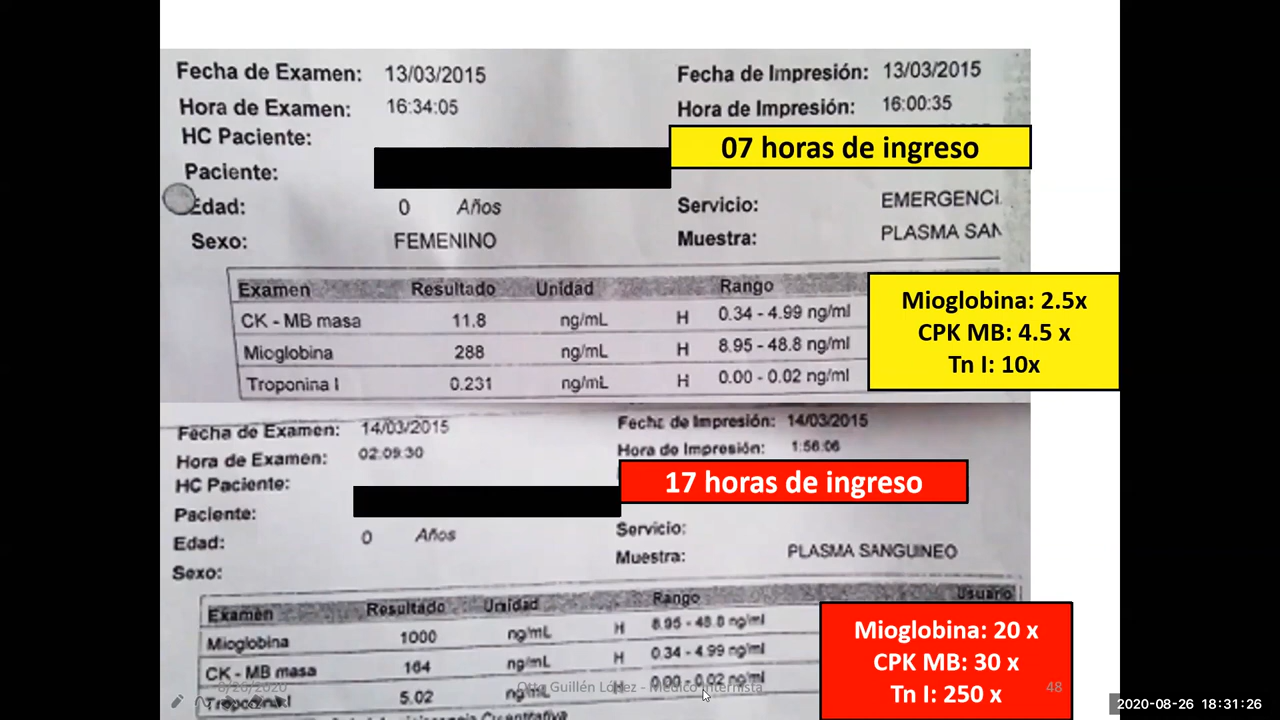 Fecha de Examen: 13/03/2015 Fecha de Impresión: 13/03/2015
Hora de Examen: 16:34:05 Hora de Impresión: 16:00:35
HC Paciente:
07 horas de ingreso
Paciente:
Edad: 0 Años Servicio: EMERGENCI
Sexo: FEMENINO Muestra: PLASMA SAN
Examen Resultado Unidad Rango
CK - MB masa 11.8 ng/mL H 0.34 - 4.99 ng/ml
Mioglobina 288 ng/mL H 8.95 - 48.8 ng/ml
Troponina I 0.231 ng/mL H 0.00 - 0.02 ng/ml
Mioglobina: 2.5x
CPK MB: 4.5 x
Tn I: 10x
Fecha de Examen: 14/03/2015 Fecha de Impresión: 14/03/2015
Hora de Examen: 02:09:30 Hora de Impresión: 1:56:06
HC Paciente:
17 horas de ingreso
Paciente:
Edad: 0 Años Servicio:
Muestra: PLASMA SANGUINEO
Sexo:
Examen Resultado Unidad Rango Usuario
Mioglobina 1000 ng/mL H 8.95 - 48.8 ng/ml
CK - MB masa 164 ng/mL H 0.34 - 4.99 ng/ml
Troponina I 5.02 ng/mL H 0.00 - 0.02 ng/ml
Mioglobina: 20 x
CPK MB: 30 x
Tn I: 250 x
8/26/2020 Otto Guillén López - Médico Internista 48
2020-08-26 18:31:26